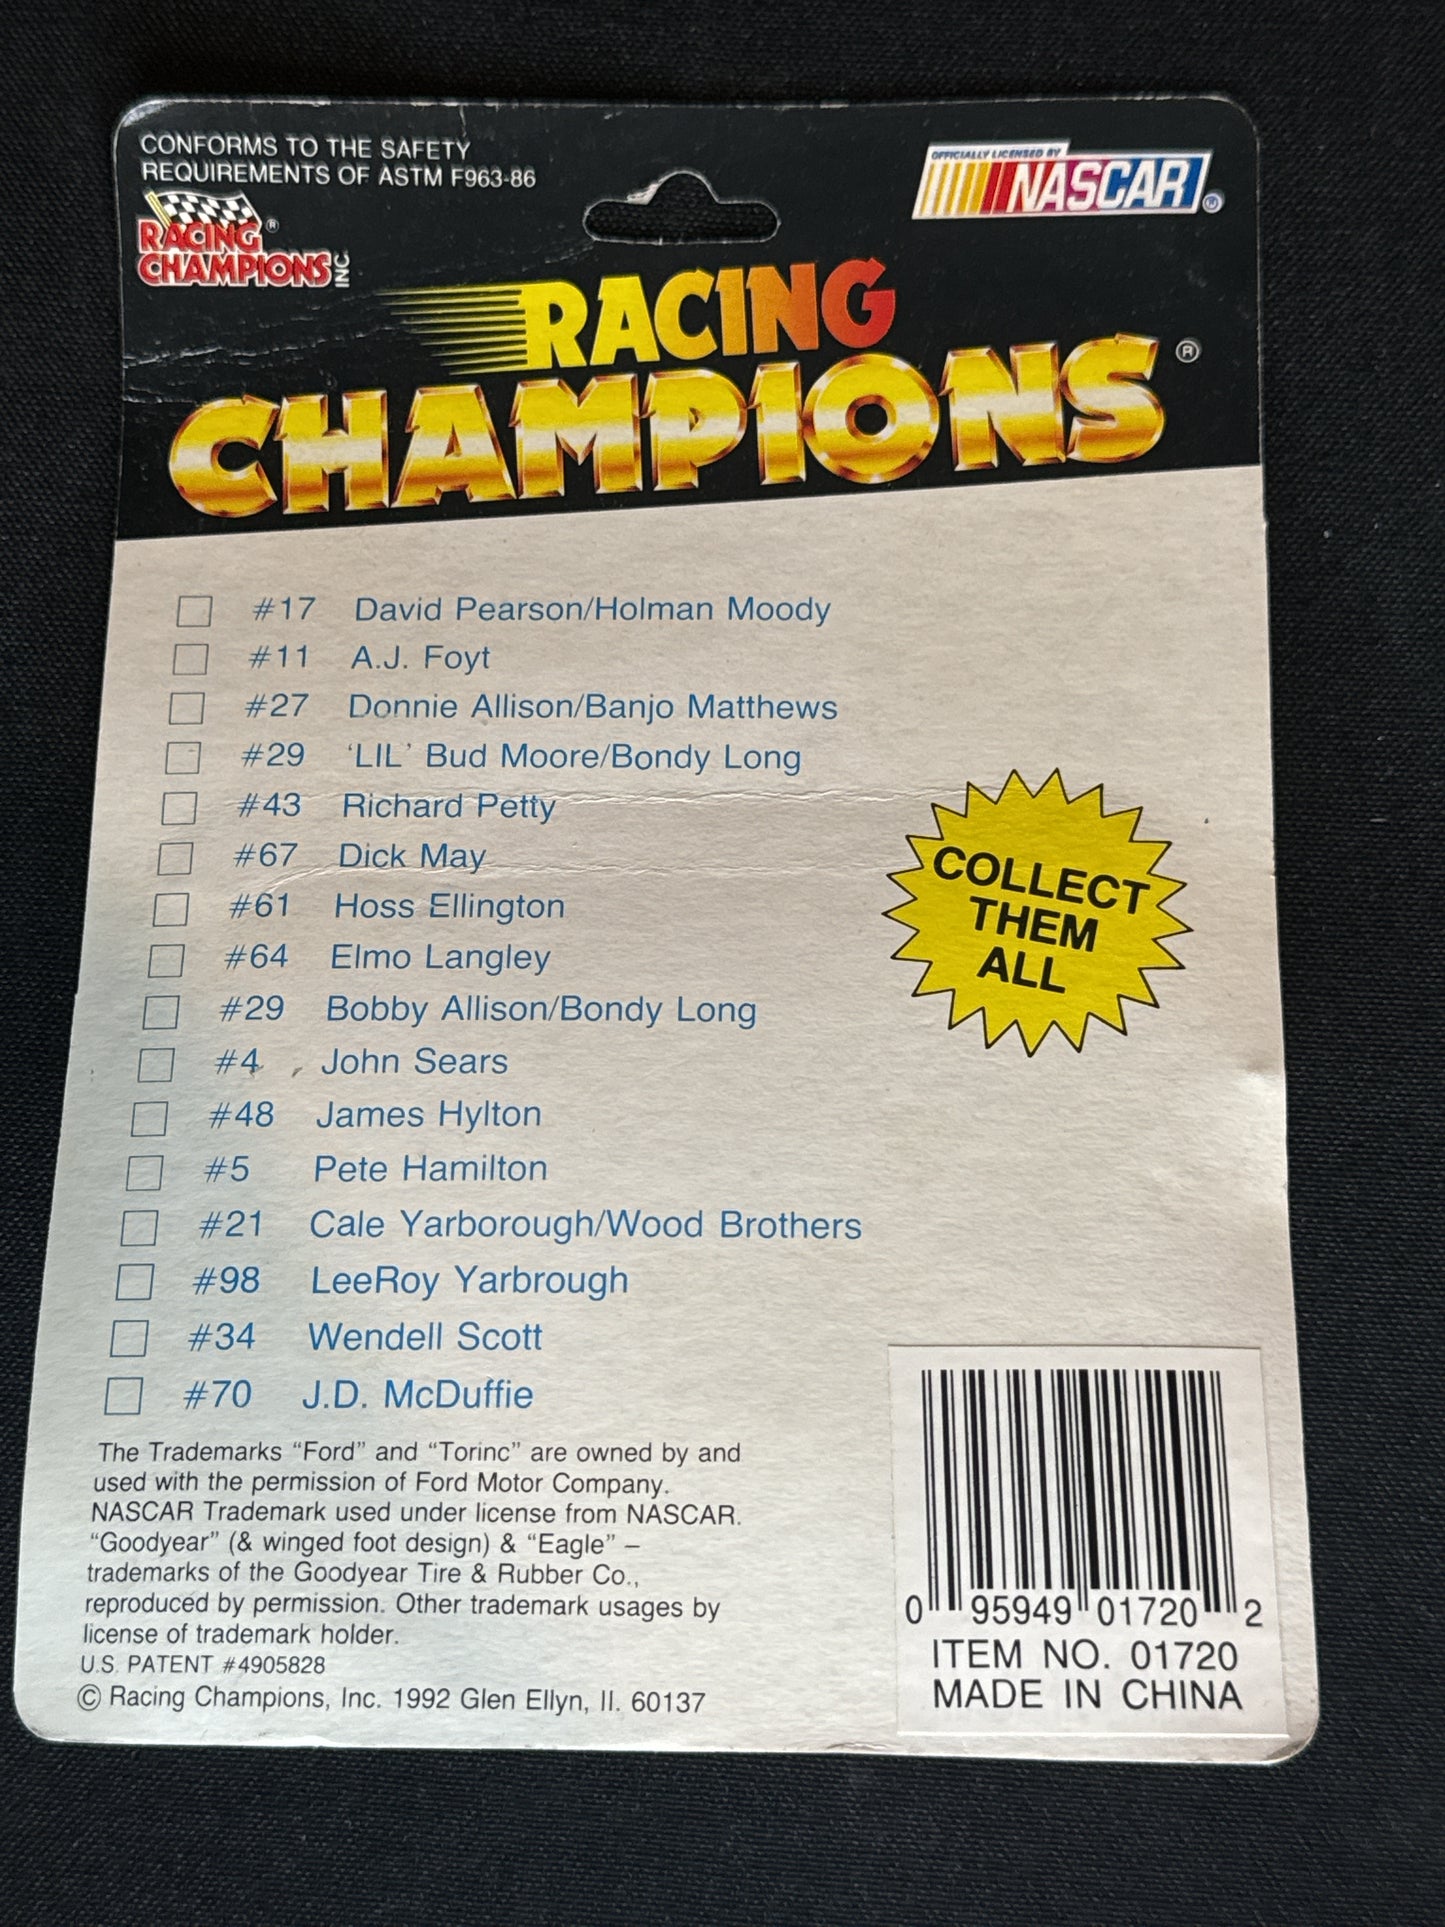 CONFORMS TO THE SAFETY
REQUIREMENTS OF ASTM F963-86
RACING ®
CHAMPIONS INC
OFFICIALLY LICENSED BY
NASCAR ®
RACING
CHAMPIONS ®
#17 David Pearson/Holman Moody
#11 A.J. Foyt
#27 Donnie Allison/Banjo Matthews
#29 ‘LIL’ Bud Moore/Bondy Long
#43 Richard Petty
#67 Dick May
#61 Hoss Ellington
#64 Elmo Langley
#29 Bobby Allison/Bondy Long
#4 John Sears
#48 James Hylton
#5 Pete Hamilton
#21 Cale Yarborough/Wood Brothers
#98 LeeRoy Yarbrough
#34 Wendell Scott
#70 J.D. McDuffie
COLLECT
THEM
ALL
The Trademarks “Ford” and “Torinc” are owned by and
used with the permission of Ford Motor Company.
NASCAR Trademark used under license from NASCAR.
“Goodyear” (& winged foot design) & “Eagle” –
trademarks of the Goodyear Tire & Rubber Co.,
reproduced by permission. Other trademark usages by
license of trademark holder.
U.S. PATENT #4905828
© Racing Champions, Inc. 1992 Glen Ellyn, Il. 60137
0 95949 01720 2
ITEM NO. 01720
MADE IN CHINA